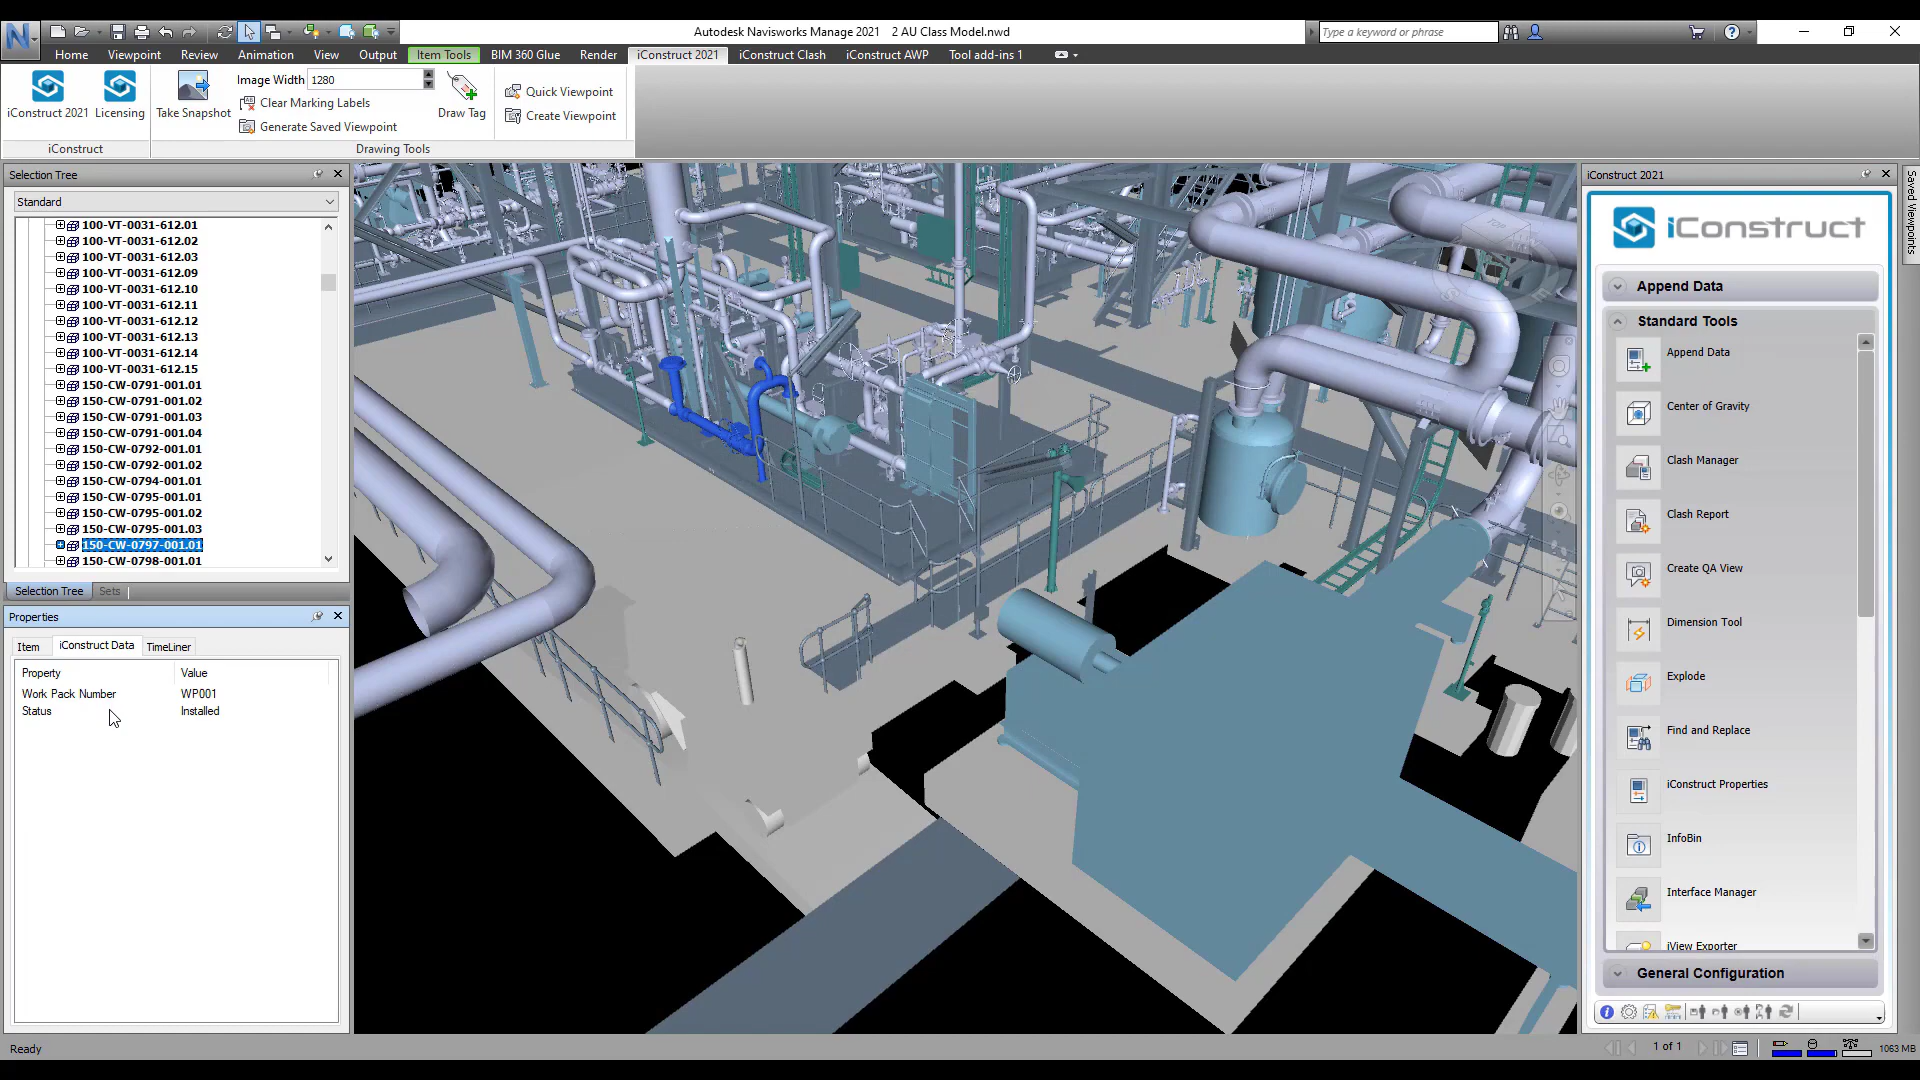 Autodesk Navisworks Manage 2021 2 AU Class Model.nwd
Type a keyword or phrase
Home Viewpoint Review Animation View Output Item Tools BIM 360 Glue Render iConstruct 2021 iConstruct Clash iConstruct AWP Tool add-ins 1
iConstruct 2021
Licensing
iConstruct
Take Snapshot
Image Width 1280
Clear Marking Labels
Generate Saved Viewpoint
Draw Tag
Drawing Tools
Quick Viewpoint
Create Viewpoint
Selection Tree
Standard
100-VT-0031-612.01
100-VT-0031-612.02
100-VT-0031-612.03
100-VT-0031-612.09
100-VT-0031-612.10
100-VT-0031-612.11
100-VT-0031-612.12
100-VT-0031-612.13
100-VT-0031-612.14
100-VT-0031-612.15
150-CW-0791-001.01
150-CW-0791-001.02
150-CW-0791-001.03
150-CW-0791-001.04
150-CW-0792-001.01
150-CW-0792-001.02
150-CW-0794-001.01
150-CW-0795-001.01
150-CW-0795-001.02
150-CW-0795-001.03
150-CW-0797-001.01
150-CW-0798-001.01
Selection Tree Sets
Properties
Item iConstruct Data TimeLiner
Property Value
Work Pack Number WP001
Status Installed
TOP
iConstruct 2021
iConstruct
Append Data
Standard Tools
Append Data
Center of Gravity
Clash Manager
Clash Report
Create QA View
Dimension Tool
Explode
Find and Replace
iConstruct Properties
InfoBin
Interface Manager
iView Exporter
General Configuration
Saved Viewpoints
Ready
1 of 1
1063 MB